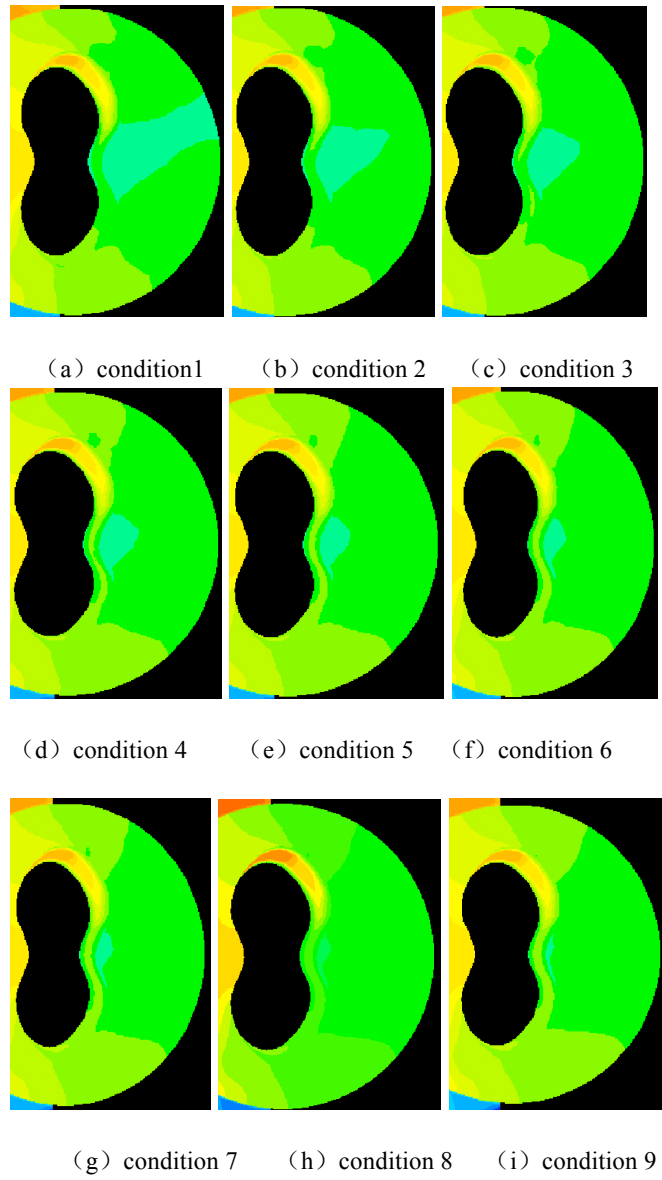 （a）condition1 （b）condition 2 （c）condition 3
（d）condition 4 （e）condition 5 （f）condition 6
（g）condition 7 （h）condition 8 （i）condition 9